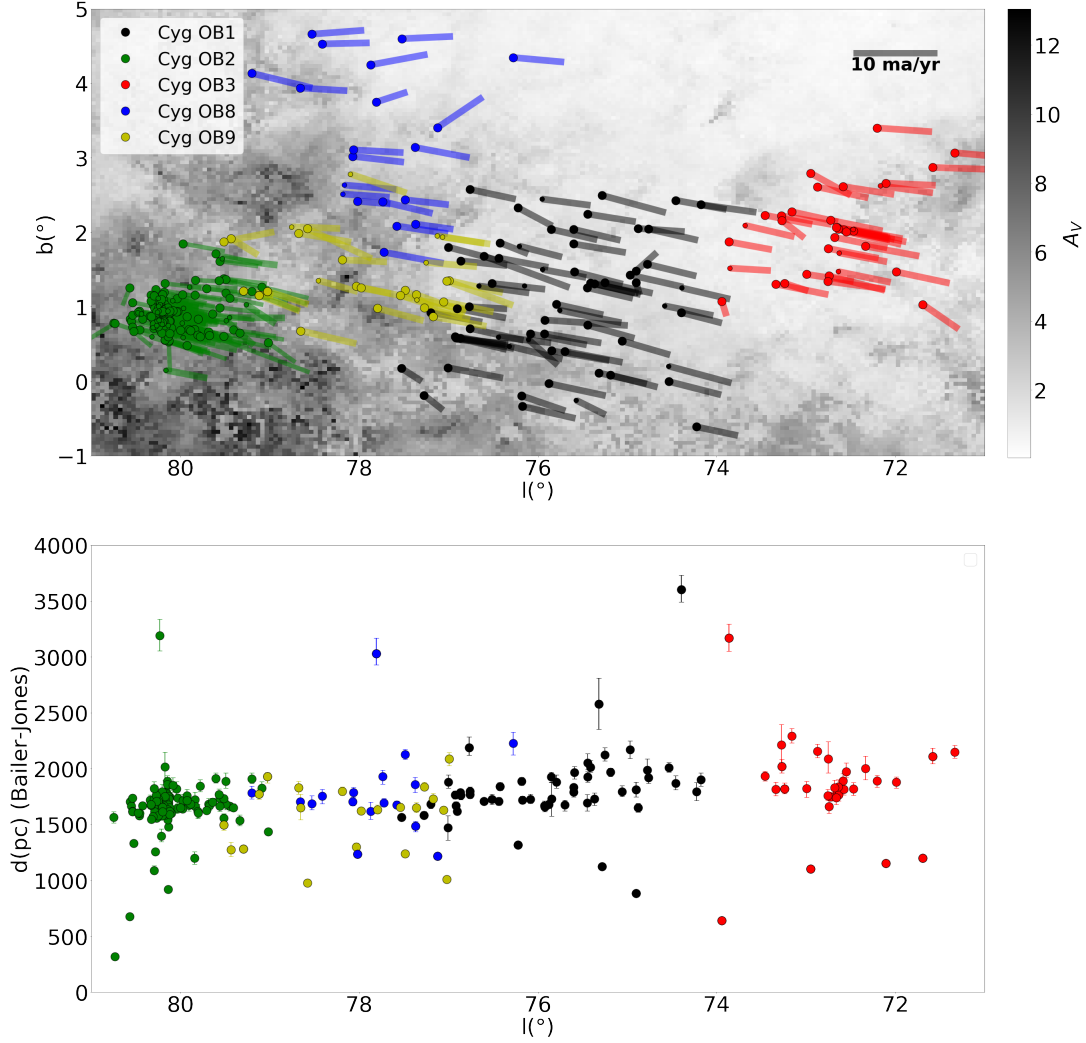 5
4
3
2
1
0
−1
b(°)
Cyg OB1
Cyg OB2
Cyg OB3
Cyg OB8
Cyg OB9
10 ma/yr
80
78
76
74
72
l(°)
12
10
8
6
4
2
A_V
4000
3500
3000
2500
2000
1500
1000
500
0
d(pc) (Bailer-Jones)
80
78
76
74
72
l(°)